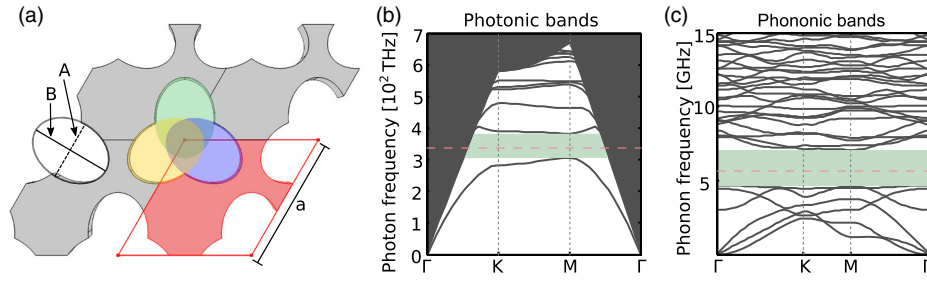 (a)
A
B
a
(b)
Photonic bands
Photon frequency [10² THz]
7
6
5
4
3
2
1
0
Γ K M Γ
(c)
Phononic bands
Phonon frequency [GHz]
15
10
5
Γ K M Γ